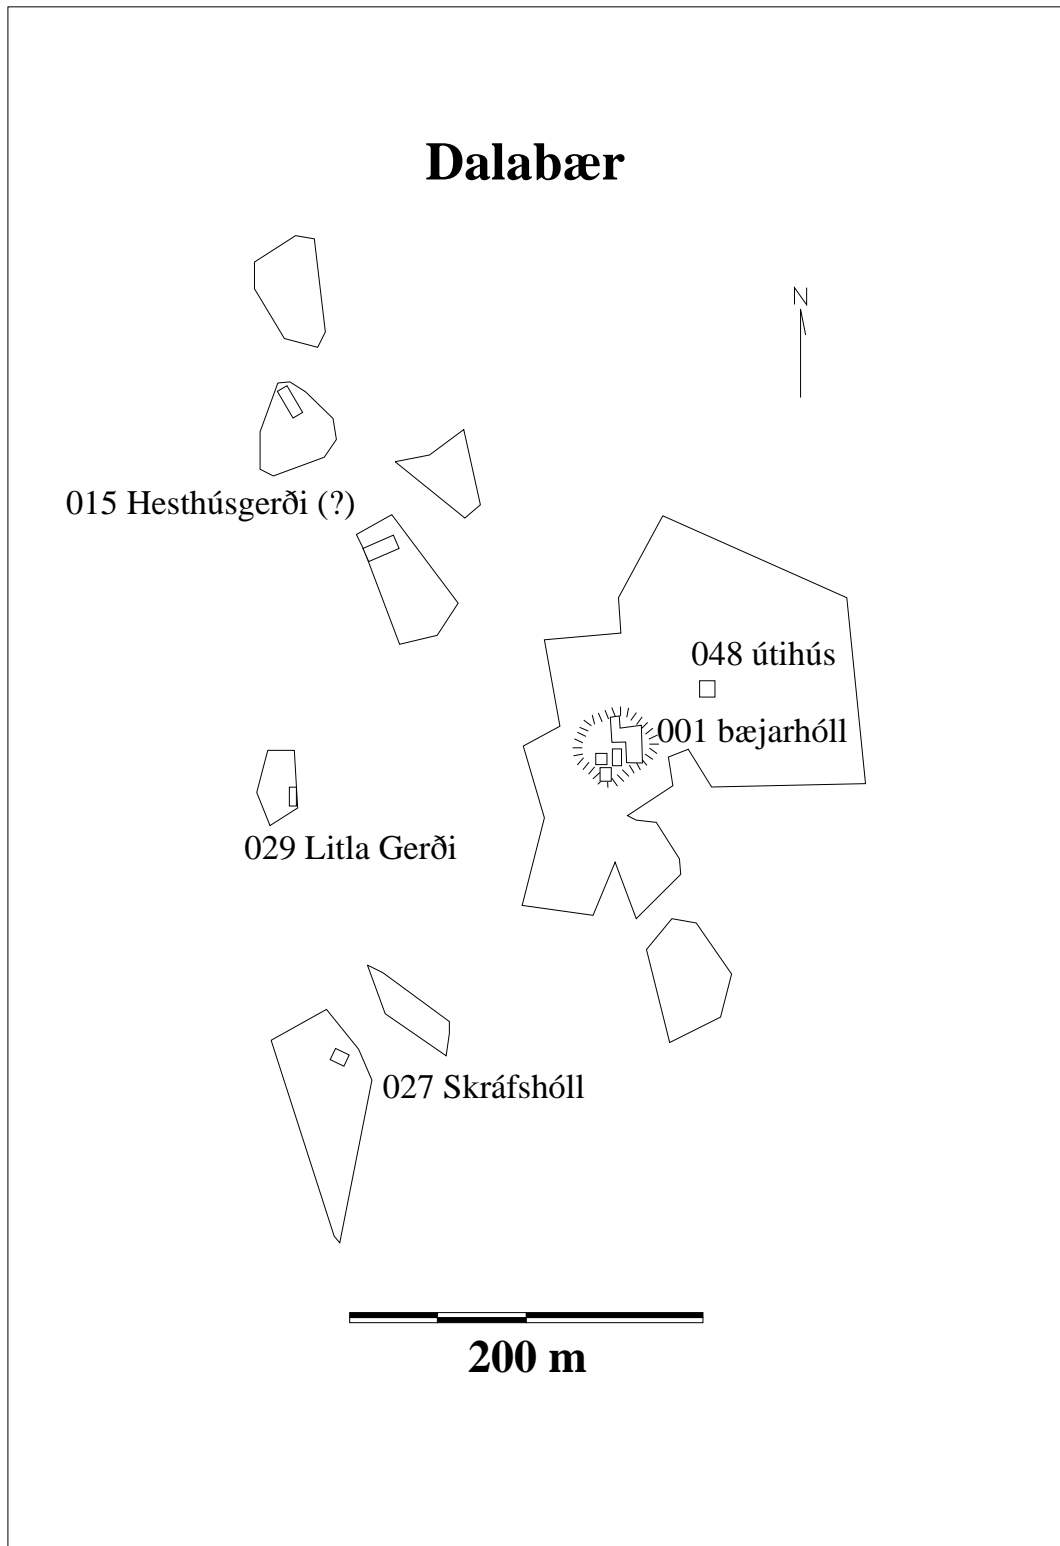 Dalabær
N
015 Hesthúsgerði (?)
048 útihús
001 bæjarhóll
029 Litla Gerði
027 Skráfshóll
200 m